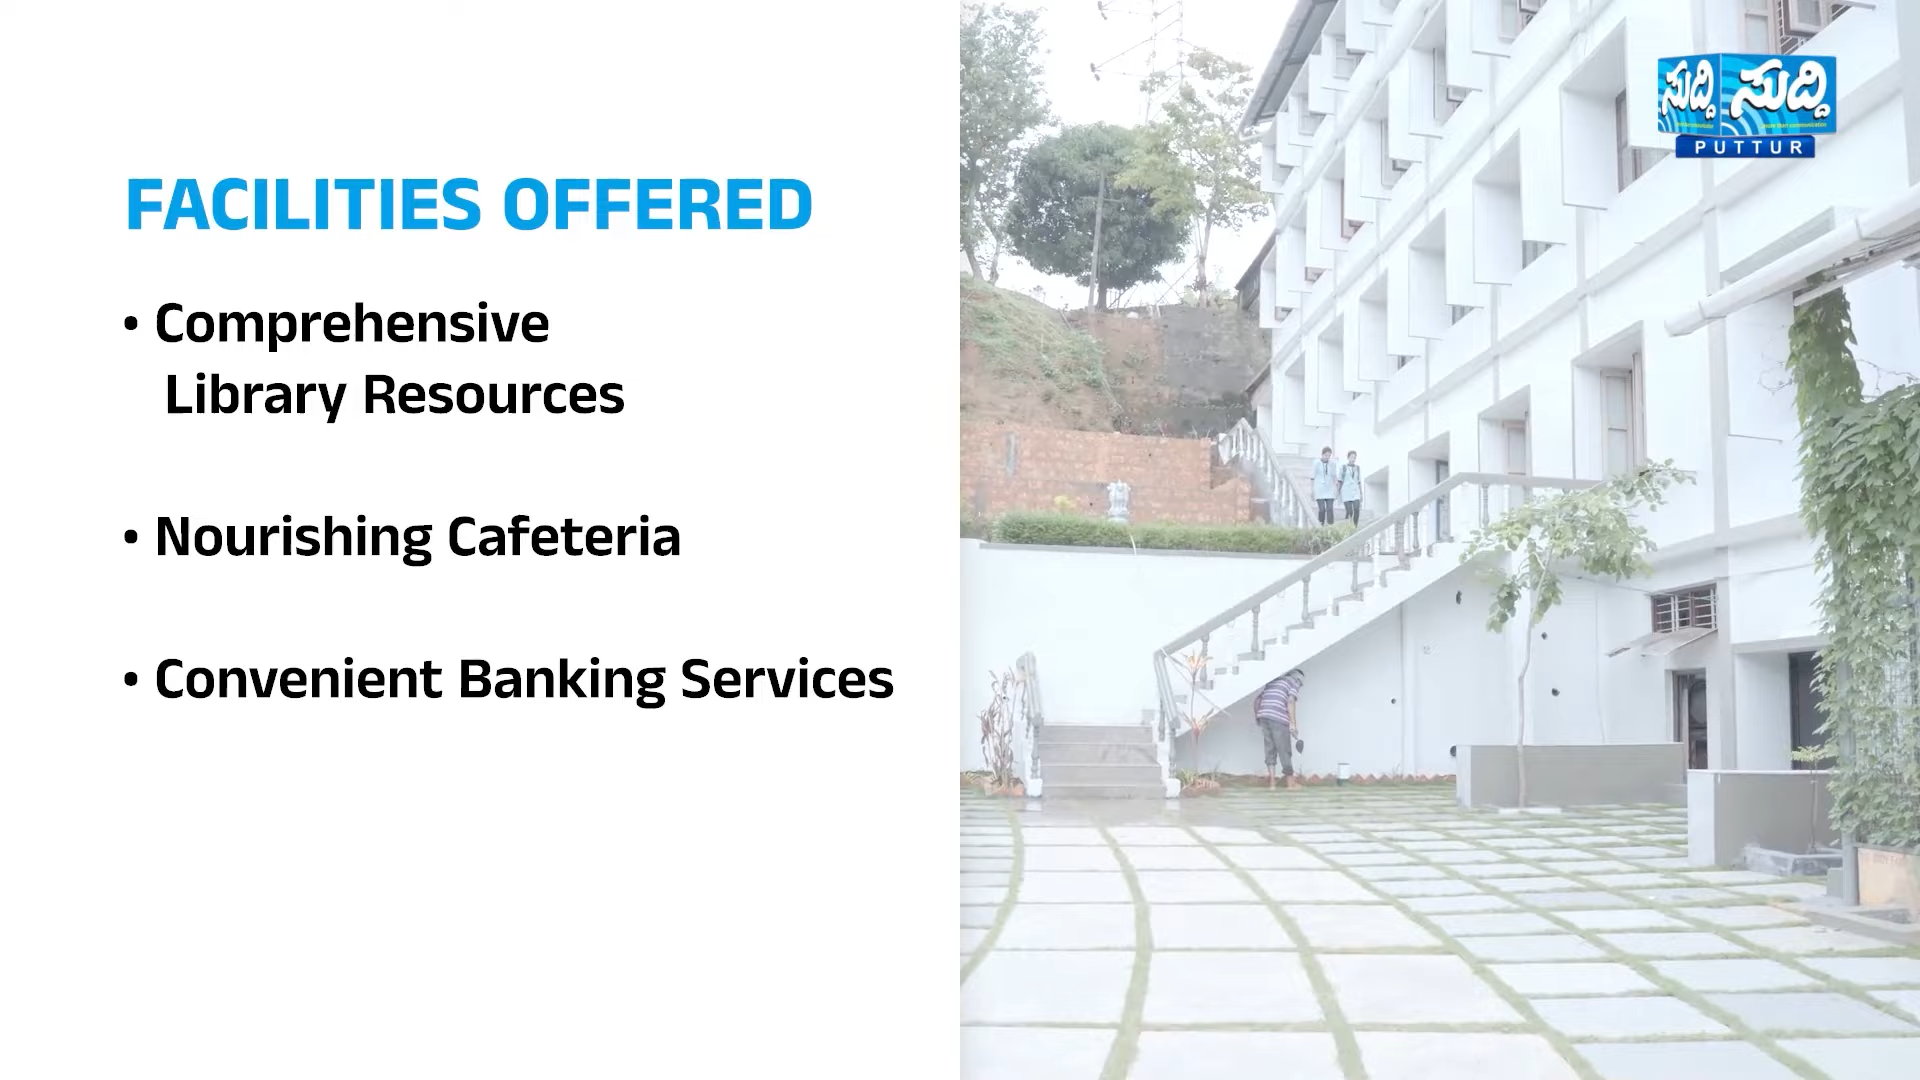 FACILITIES OFFERED
• Comprehensive
Library Resources
• Nourishing Cafeteria
• Convenient Banking Services
ಸುದ್ದಿ ಸುದ್ದಿ
PUTTUR